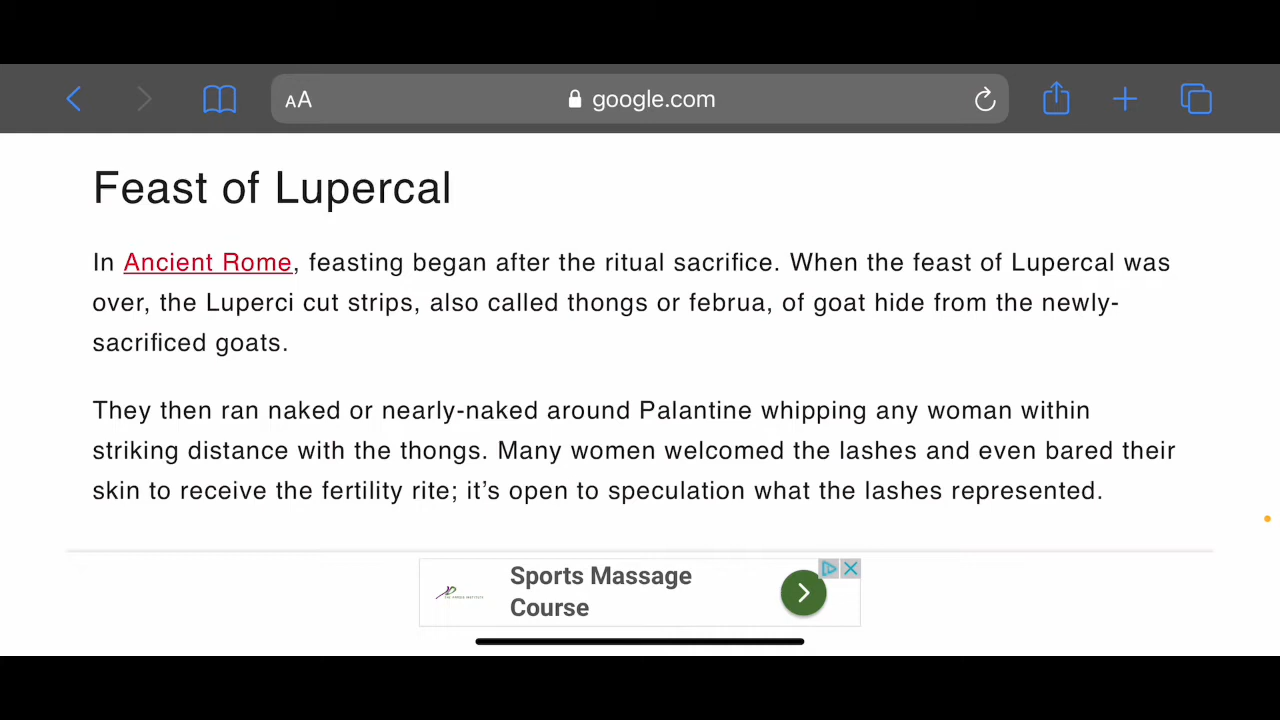 AA google.com
Feast of Lupercal
In Ancient Rome, feasting began after the ritual sacrifice. When the feast of Lupercal was
over, the Luperci cut strips, also called thongs or februa, of goat hide from the newly-
sacrificed goats.
They then ran naked or nearly-naked around Palantine whipping any woman within
striking distance with the thongs. Many women welcomed the lashes and even bared their
skin to receive the fertility rite; it’s open to speculation what the lashes represented.
Sports Massage
Course